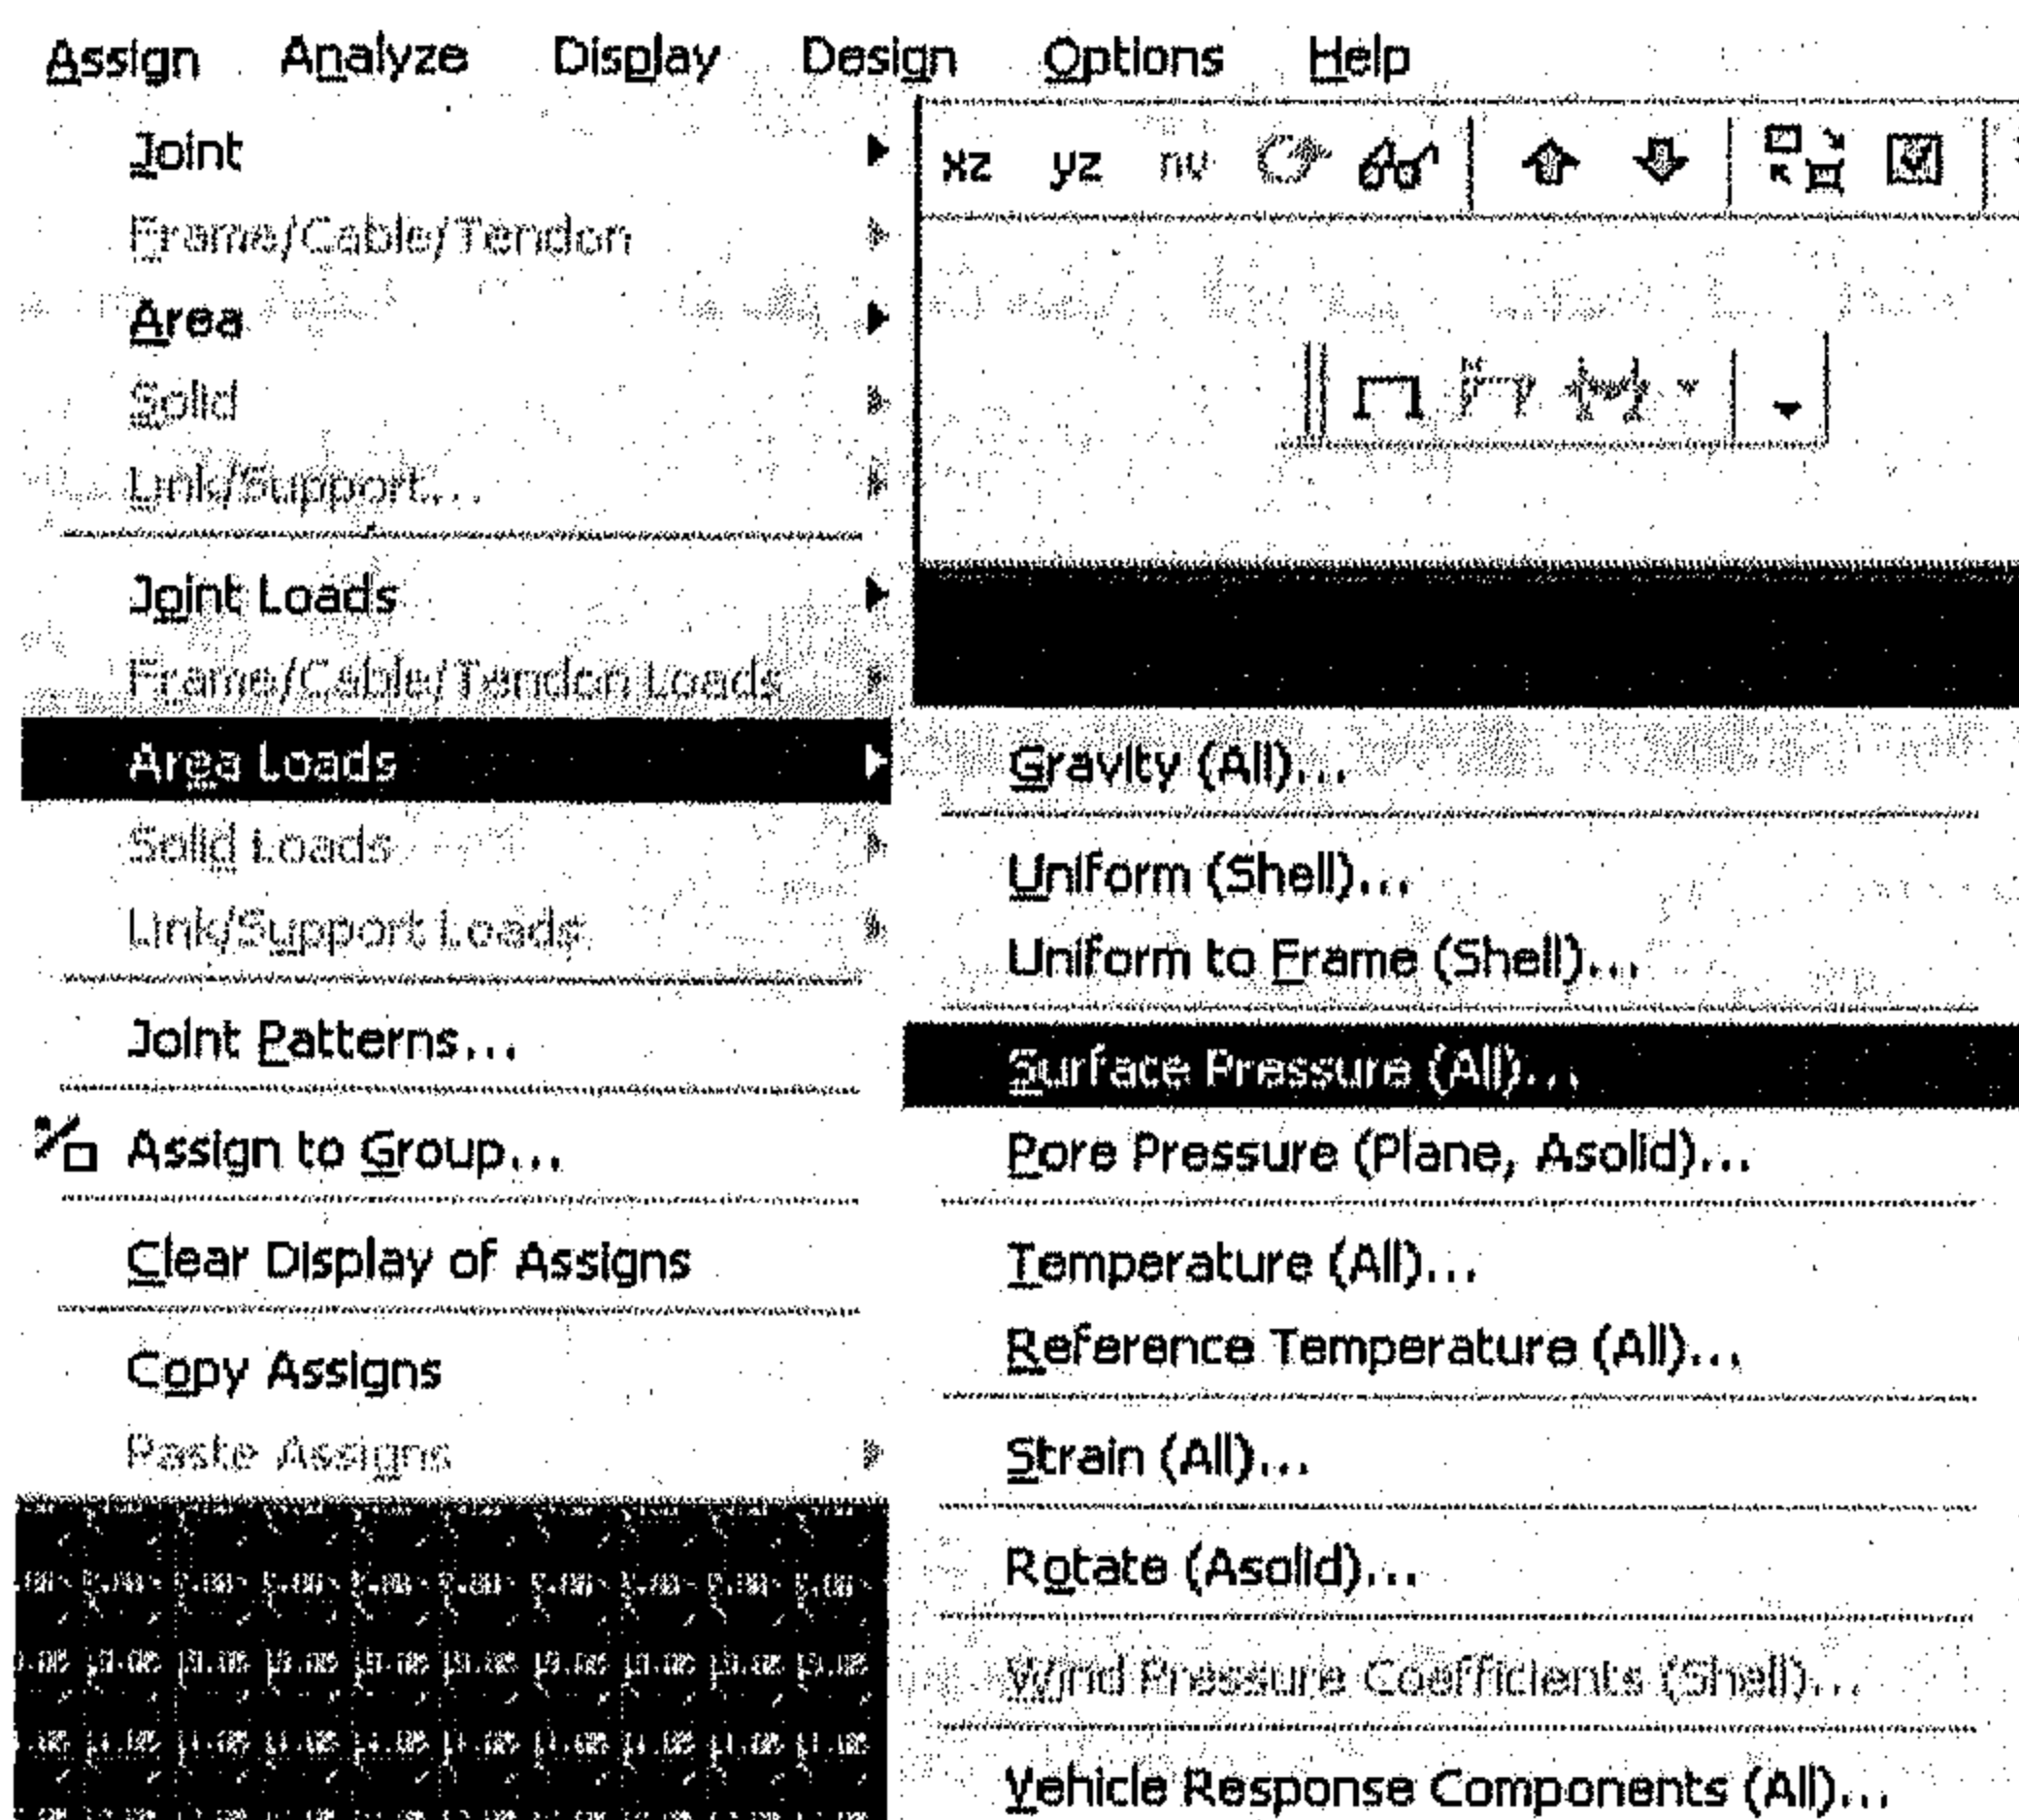 Assign Analyze Display Design Options Help
Joint
xz yz nv
Frame/Cable/Tendon
Area
Solid
Link/Support...
Joint Loads
Frame/Cable/Tendon Loads
Area Loads
Solid Loads
Link/Support Loads
Joint Patterns...
Assign to Group...
Clear Display of Assigns
Copy Assigns
Paste Assigns
Gravity (All)...
Uniform (Shell)...
Uniform to Frame (Shell)...
Surface Pressure (All)...
Pore Pressure (Plane, Asolid)...
Temperature (All)...
Reference Temperature (All)...
Strain (All)...
Rotate (Asolid)...
Wind Pressure Coefficients (Shell)...
Vehicle Response Components (All)...